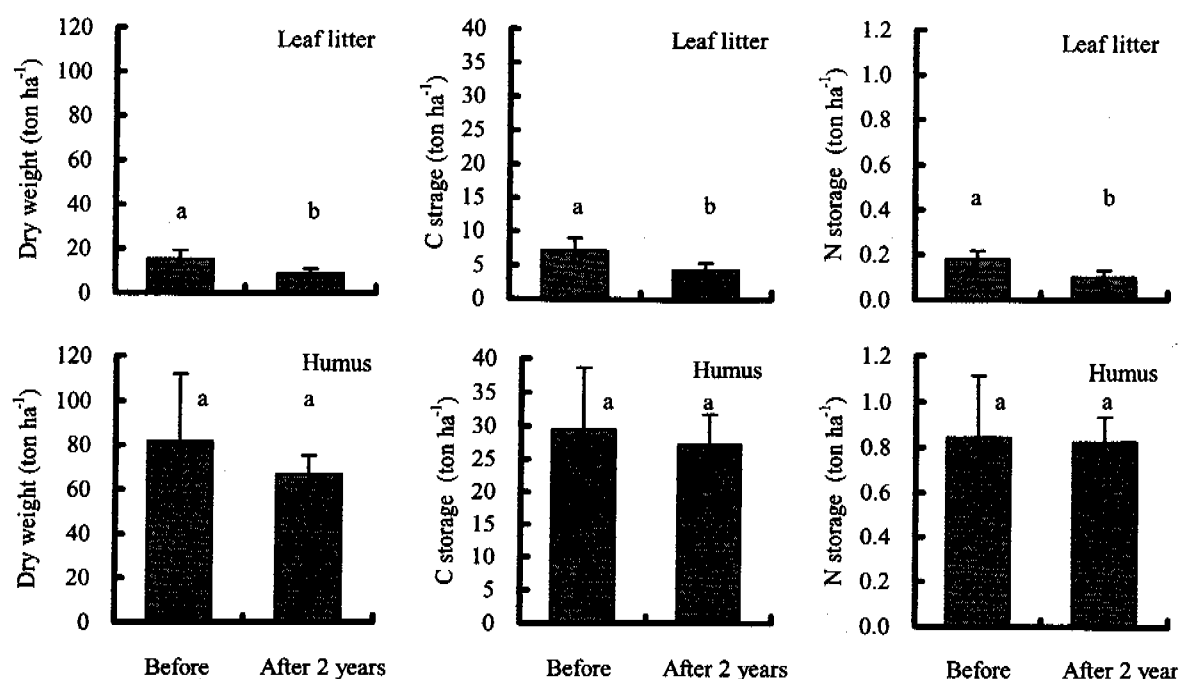 Leaf litter
Dry weight (ton ha-1)
120
100
80
60
40
20
0
a
b
Leaf litter
C strage (ton ha-1)
40
35
30
25
20
15
10
5
0
a
b
Leaf litter
N storage (ton ha-1)
1.2
1.0
0.8
0.6
0.4
0.2
0.0
a
b
Humus
Dry weight (ton ha-1)
120
100
80
60
40
20
0
a
a
Before
After 2 years
Humus
C storage (ton ha-1)
40
35
30
25
20
15
10
5
0
a
a
Before
After 2 years
Humus
N storage (ton ha-1)
1.2
1.0
0.8
0.6
0.4
0.2
0.0
a
a
Before
After 2 year